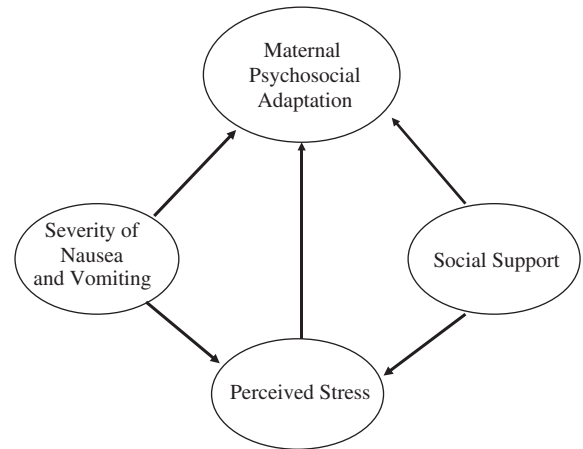 Maternal
Psychosocial
Adaptation
Severity of
Nausea
and Vomiting
Social Support
Perceived Stress